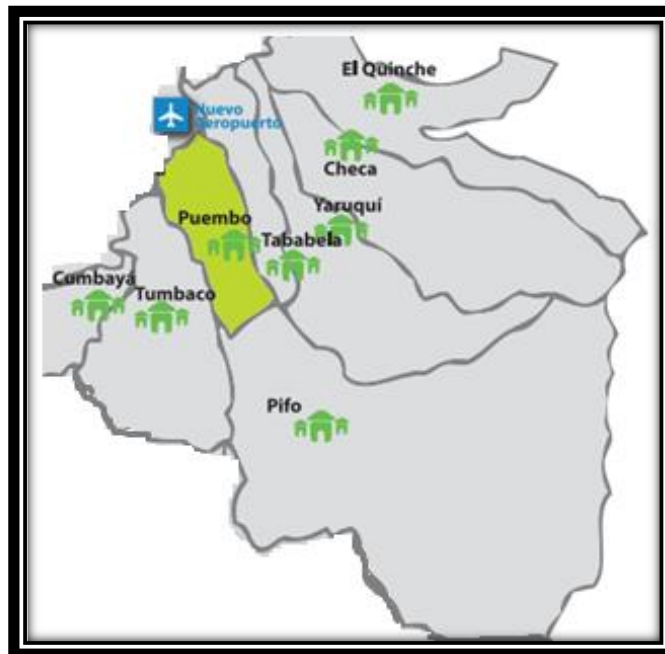 El Quinche
Nuevo
Aeropuerto
Checa
Yaruquí
Puembo
Tababela
Cumbayá
Tumbaco
Pifo